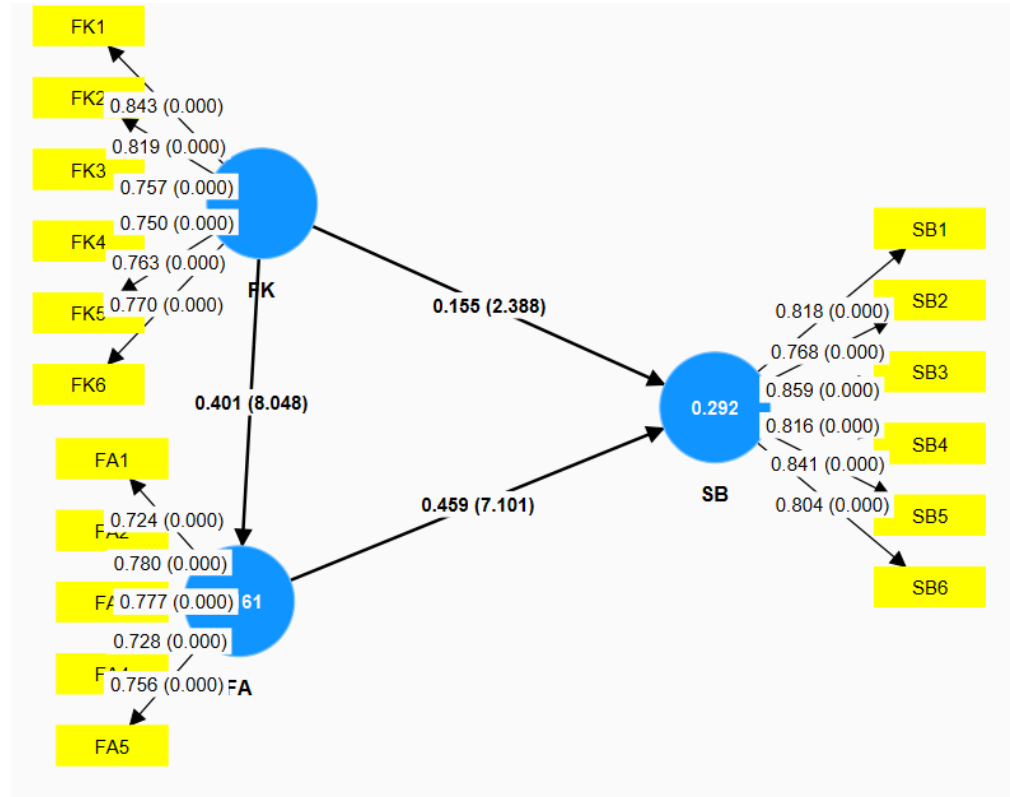 FK1
FK2
0.843 (0.000)
0.819 (0.000)
FK3
0.757 (0.000)
0.750 (0.000)
FK4
0.763 (0.000)
FK5
0.770 (0.000)
FK6
FK
0.155 (2.388)
0.401 (8.048)
0.459 (7.101)
0.292
SB
SB1
SB2
0.818 (0.000)
0.768 (0.000)
SB3
0.859 (0.000)
0.816 (0.000)
SB4
0.841 (0.000)
0.804 (0.000)
SB5
SB6
FA1
0.724 (0.000)
FA2
0.780 (0.000)
0.777 (0.000)
61
0.728 (0.000)
0.756 (0.000)
FA
FA5